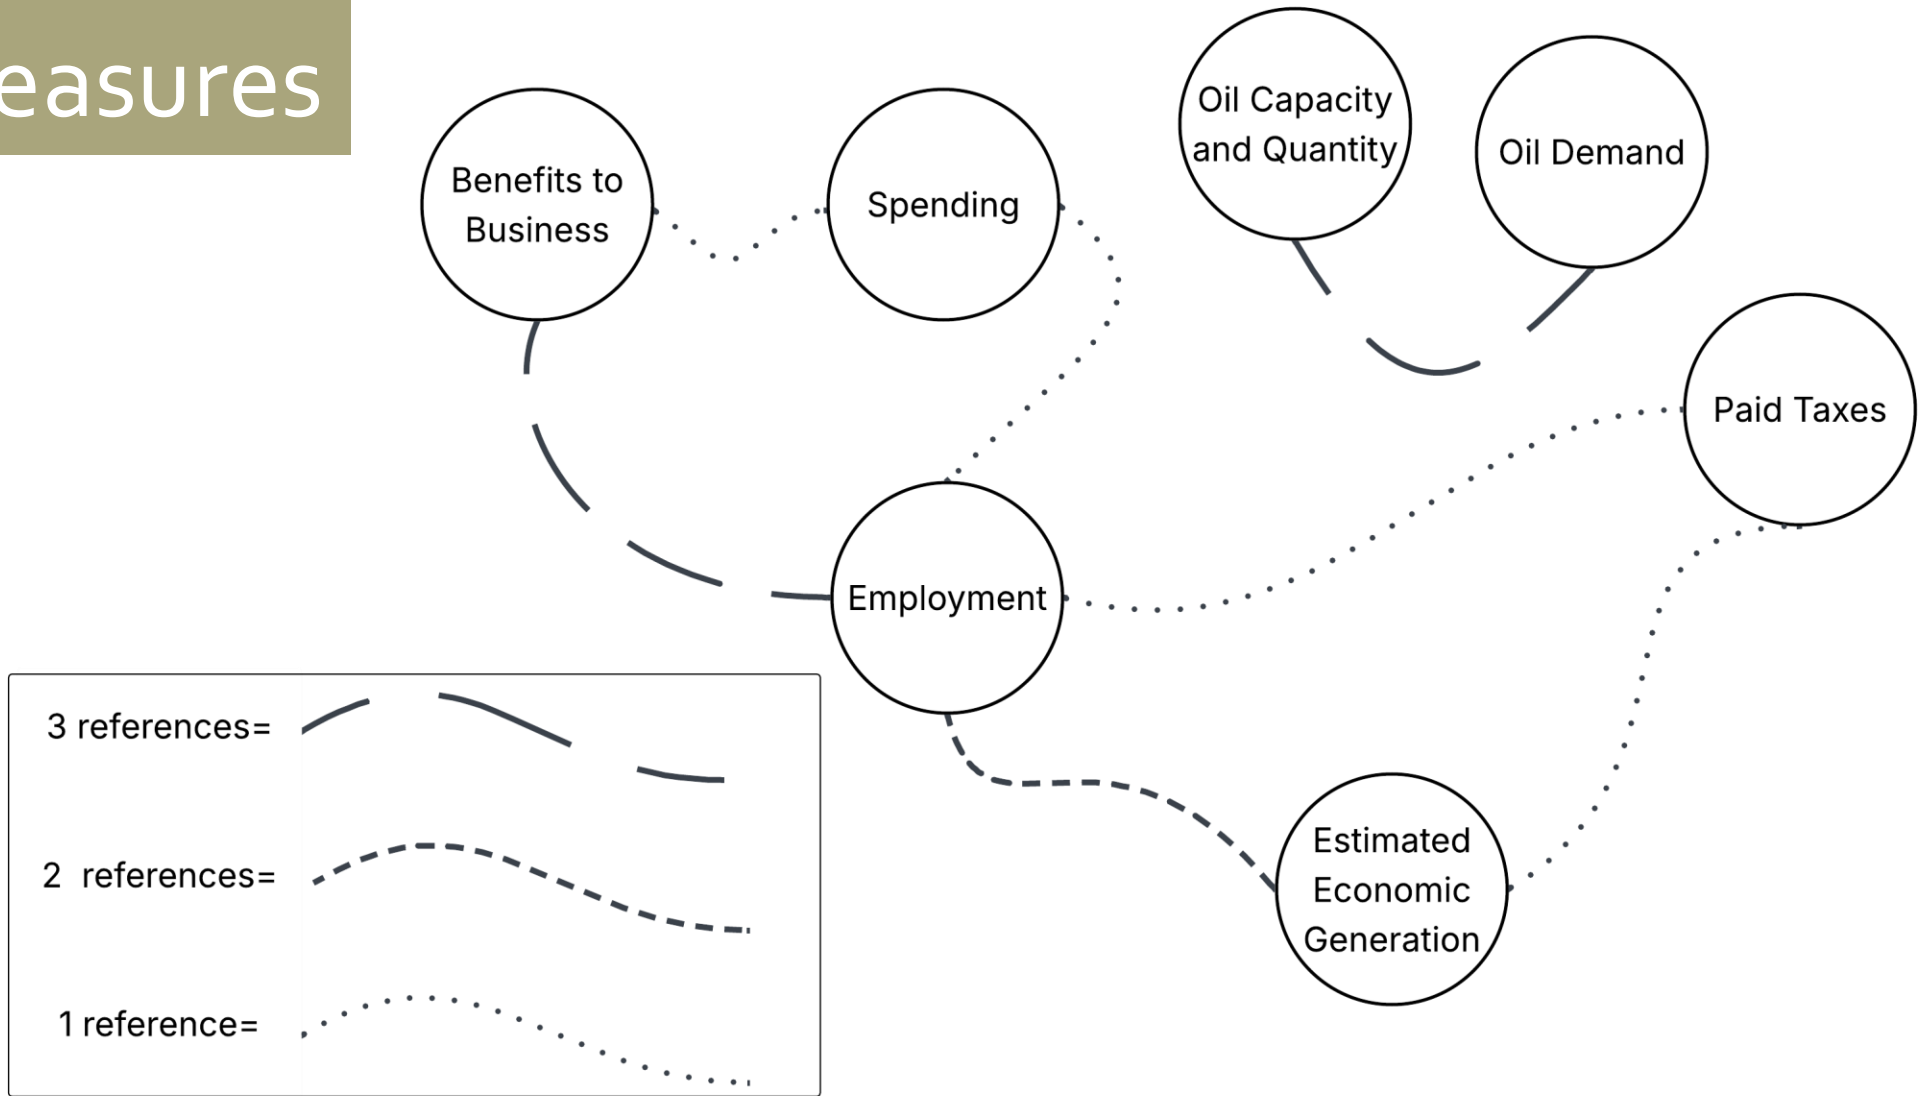 easures
Benefits to
Business
Spending
Oil Capacity
and Quantity
Oil Demand
Paid Taxes
Employment
Estimated
Economic
Generation
3 references=
2 references=
1 reference=